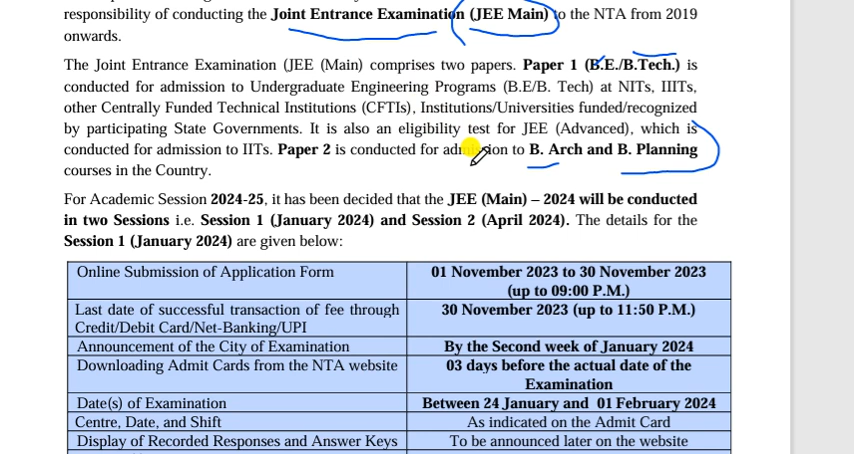 responsibility of conducting the Joint Entrance Examination (JEE Main) to the NTA from 2019
onwards.
The Joint Entrance Examination (JEE (Main) comprises two papers. Paper 1 (B.E./B.Tech.) is
conducted for admission to Undergraduate Engineering Programs (B.E/B. Tech) at NITs, IIITs,
other Centrally Funded Technical Institutions (CFTIs), Institutions/Universities funded/recognized
by participating State Governments. It is also an eligibility test for JEE (Advanced), which is
conducted for admission to IITs. Paper 2 is conducted for admission to B. Arch and B. Planning
courses in the Country.
For Academic Session 2024-25, it has been decided that the JEE (Main) – 2024 will be conducted
in two Sessions i.e. Session 1 (January 2024) and Session 2 (April 2024). The details for the
Session 1 (January 2024) are given below:
Online Submission of Application Form 01 November 2023 to 30 November 2023
(up to 09:00 P.M.)
Last date of successful transaction of fee through 30 November 2023 (up to 11:50 P.M.)
Credit/Debit Card/Net-Banking/UPI
Announcement of the City of Examination By the Second week of January 2024
Downloading Admit Cards from the NTA website 03 days before the actual date of the
Examination
Date(s) of Examination Between 24 January and 01 February 2024
Centre, Date, and Shift As indicated on the Admit Card
Display of Recorded Responses and Answer Keys To be announced later on the website